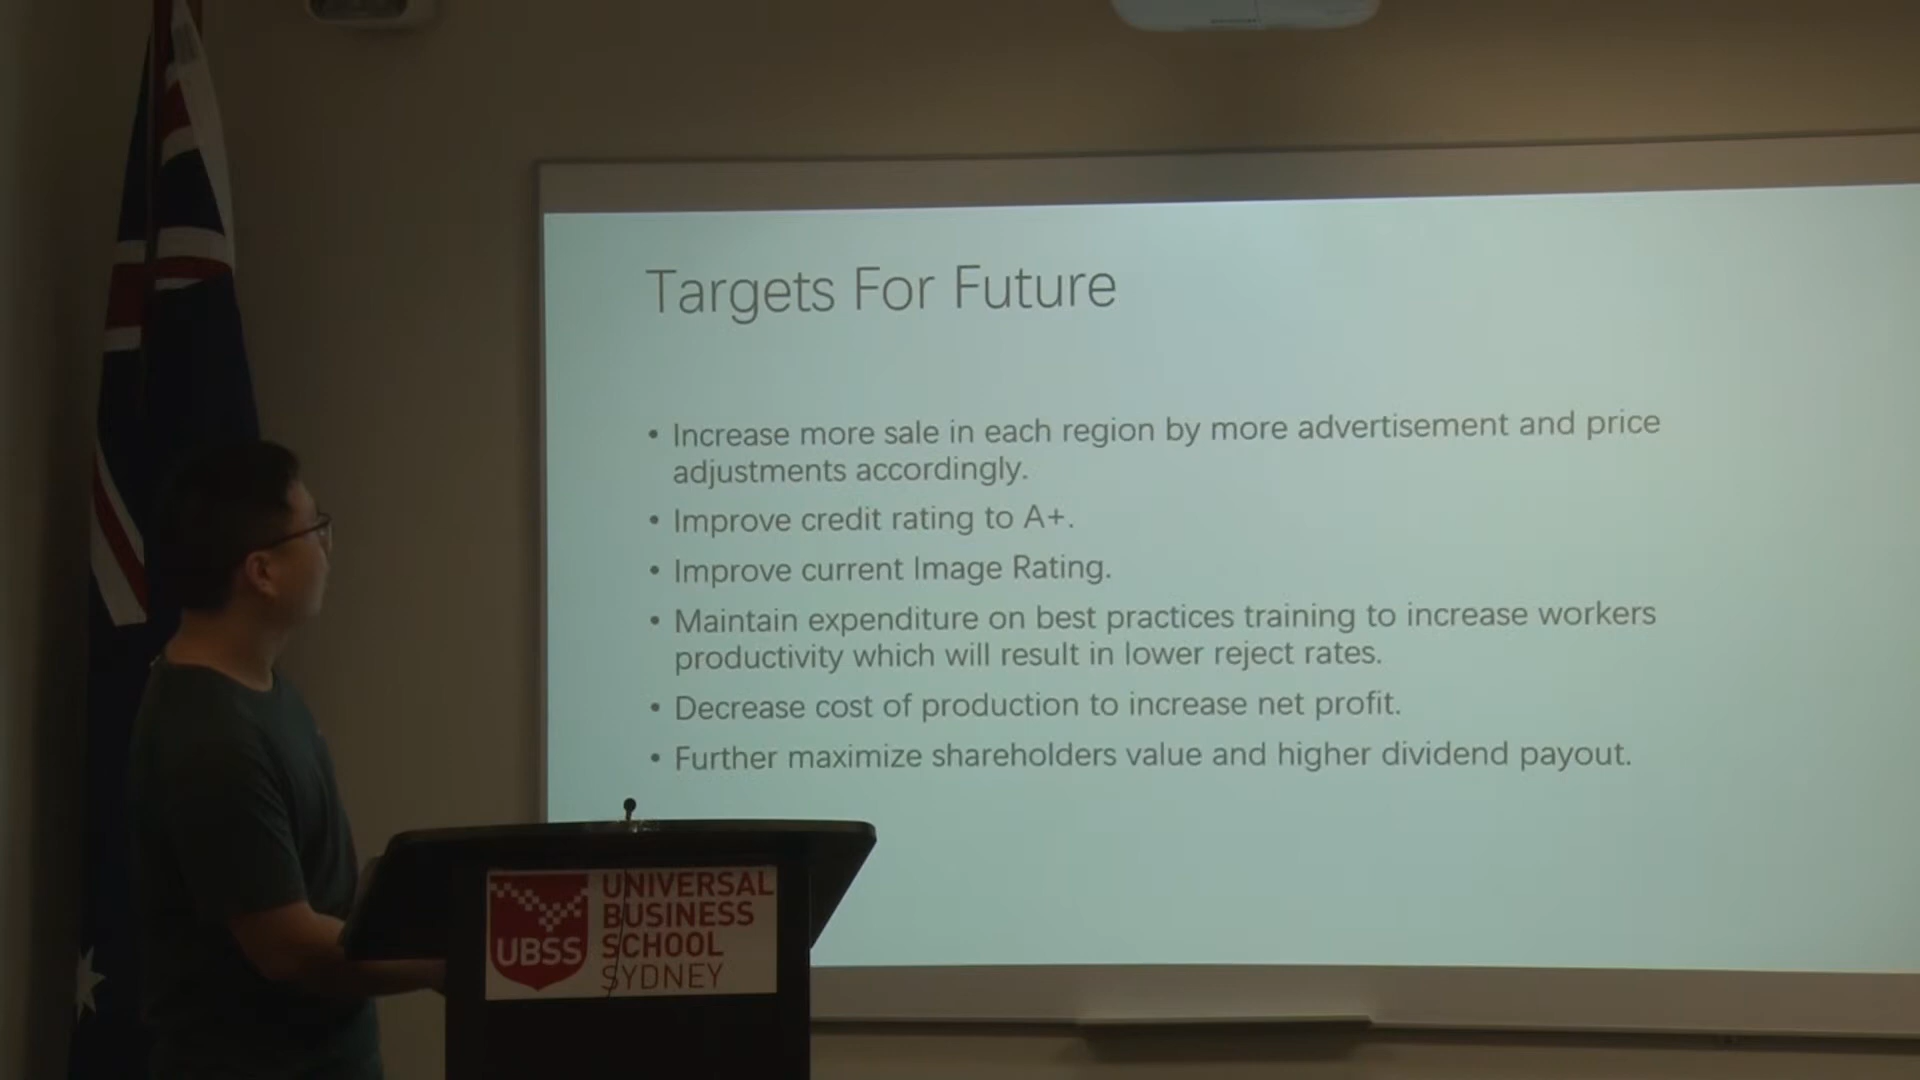 Targets For Future
• Increase more sale in each region by more advertisement and price
adjustments accordingly.
• Improve credit rating to A+.
• Improve current Image Rating.
• Maintain expenditure on best practices training to increase workers
productivity which will result in lower reject rates.
• Decrease cost of production to increase net profit.
• Further maximize shareholders value and higher dividend payout.
UBSS
UNIVERSAL
BUSINESS
SCHOOL
SYDNEY